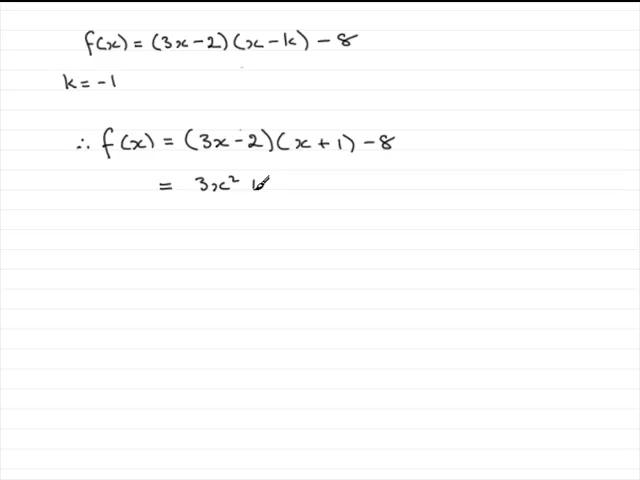 f(x) = (3x-2)(x-k) - 8
k = -1
∴ f(x) = (3x-2)(x+1) - 8
= 3x²